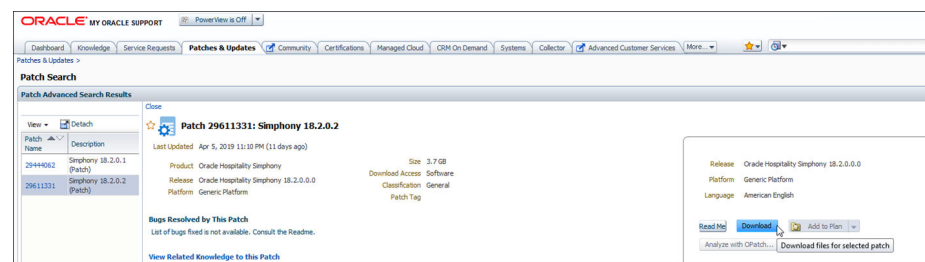 ORACLE MY ORACLE SUPPORT PowerView is Off
Dashboard Knowledge Service Requests Patches & Updates Community Certifications Managed Cloud CRM On Demand Systems Collector Advanced Customer Services More...
Patches & Updates >
Patch Search
Patch Advanced Search Results
Close
View Detach
Patch Name Description
29444062 Simphony 18.2.0.1 (Patch)
29611331 Simphony 18.2.0.2 (Patch)
Patch 29611331: Simphony 18.2.0.2
Last Updated Apr 5, 2019 11:10 PM (11 days ago)
Product Oracle Hospitality Simphony
Release Oracle Hospitality Simphony 18.2.0.0.0
Platform Generic Platform
Size 3.7 GB
Download Access Software
Classification General
Patch Tag
Bugs Resolved by This Patch
List of bugs fixed is not available. Consult the Readme.
View Related Knowledge to this Patch
Release Oracle Hospitality Simphony 18.2.0.0.0
Platform Generic Platform
Language American English
Read Me Download Add to Plan
Analyze with OPatch... Download files for selected patch